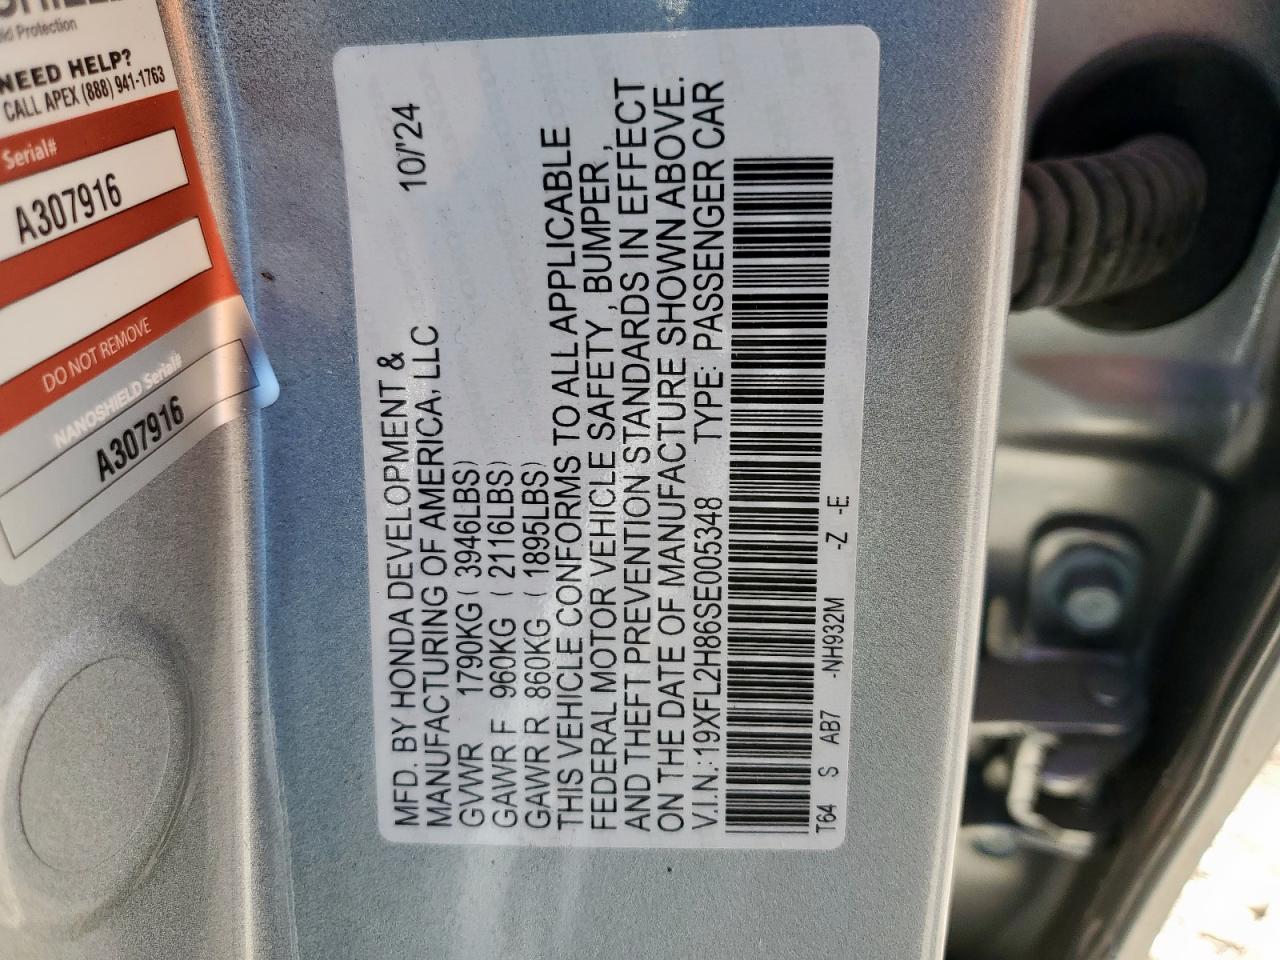 ld Protection
NEED HELP?
CALL APEX (888) 941-1763
Serial#
A307916
DO NOT REMOVE
NANOSHIELD Serial#
A307916
MFD. BY HONDA DEVELOPMENT & 10/'24
MANUFACTURING OF AMERICA, LLC
GVWR 1790KG ( 3946LBS)
GAWR F 960KG ( 2116LBS)
GAWR R 860KG ( 1895LBS)
THIS VEHICLE CONFORMS TO ALL APPLICABLE
FEDERAL MOTOR VEHICLE SAFETY, BUMPER,
AND THEFT PREVENTION STANDARDS IN EFFECT
ON THE DATE OF MANUFACTURE SHOWN ABOVE.
V.I.N.:19XFL2H86SE005348 TYPE: PASSENGER CAR
T64 S AB7 -NH932M -Z -E